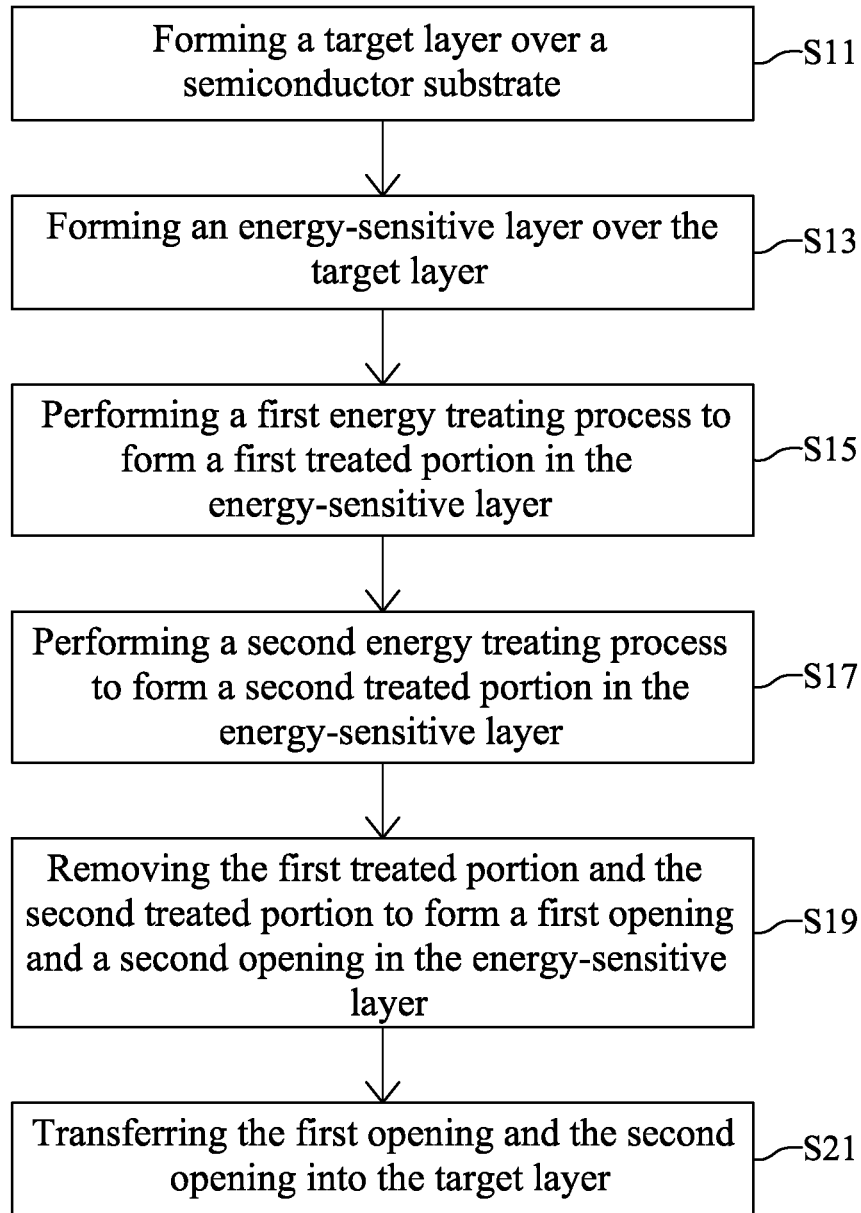 Forming a target layer over a
semiconductor substrate
S11
Forming an energy-sensitive layer over the
target layer
S13
Performing a first energy treating process to
form a first treated portion in the
energy-sensitive layer
S15
Performing a second energy treating process
to form a second treated portion in the
energy-sensitive layer
S17
Removing the first treated portion and the
second treated portion to form a first opening
and a second opening in the energy-sensitive
layer
S19
Transferring the first opening and the second
opening into the target layer
S21